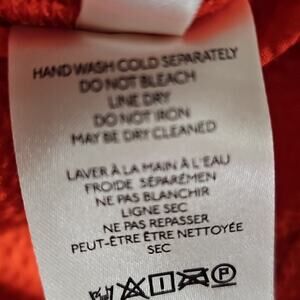 HAND WASH COLD SEPARATELY
DO NOT BLEACH
LINE DRY
DO NOT IRON
MAY BE DRY CLEANED
LAVER À LA MAIN À L'EAU
FROIDE SÉPARÉMEN
NE PAS BLANCHIR
LIGNE SEC
NE PAS REPASSER
PEUT-ÊTRE ÊTRE NETTOYÉE
SEC
P